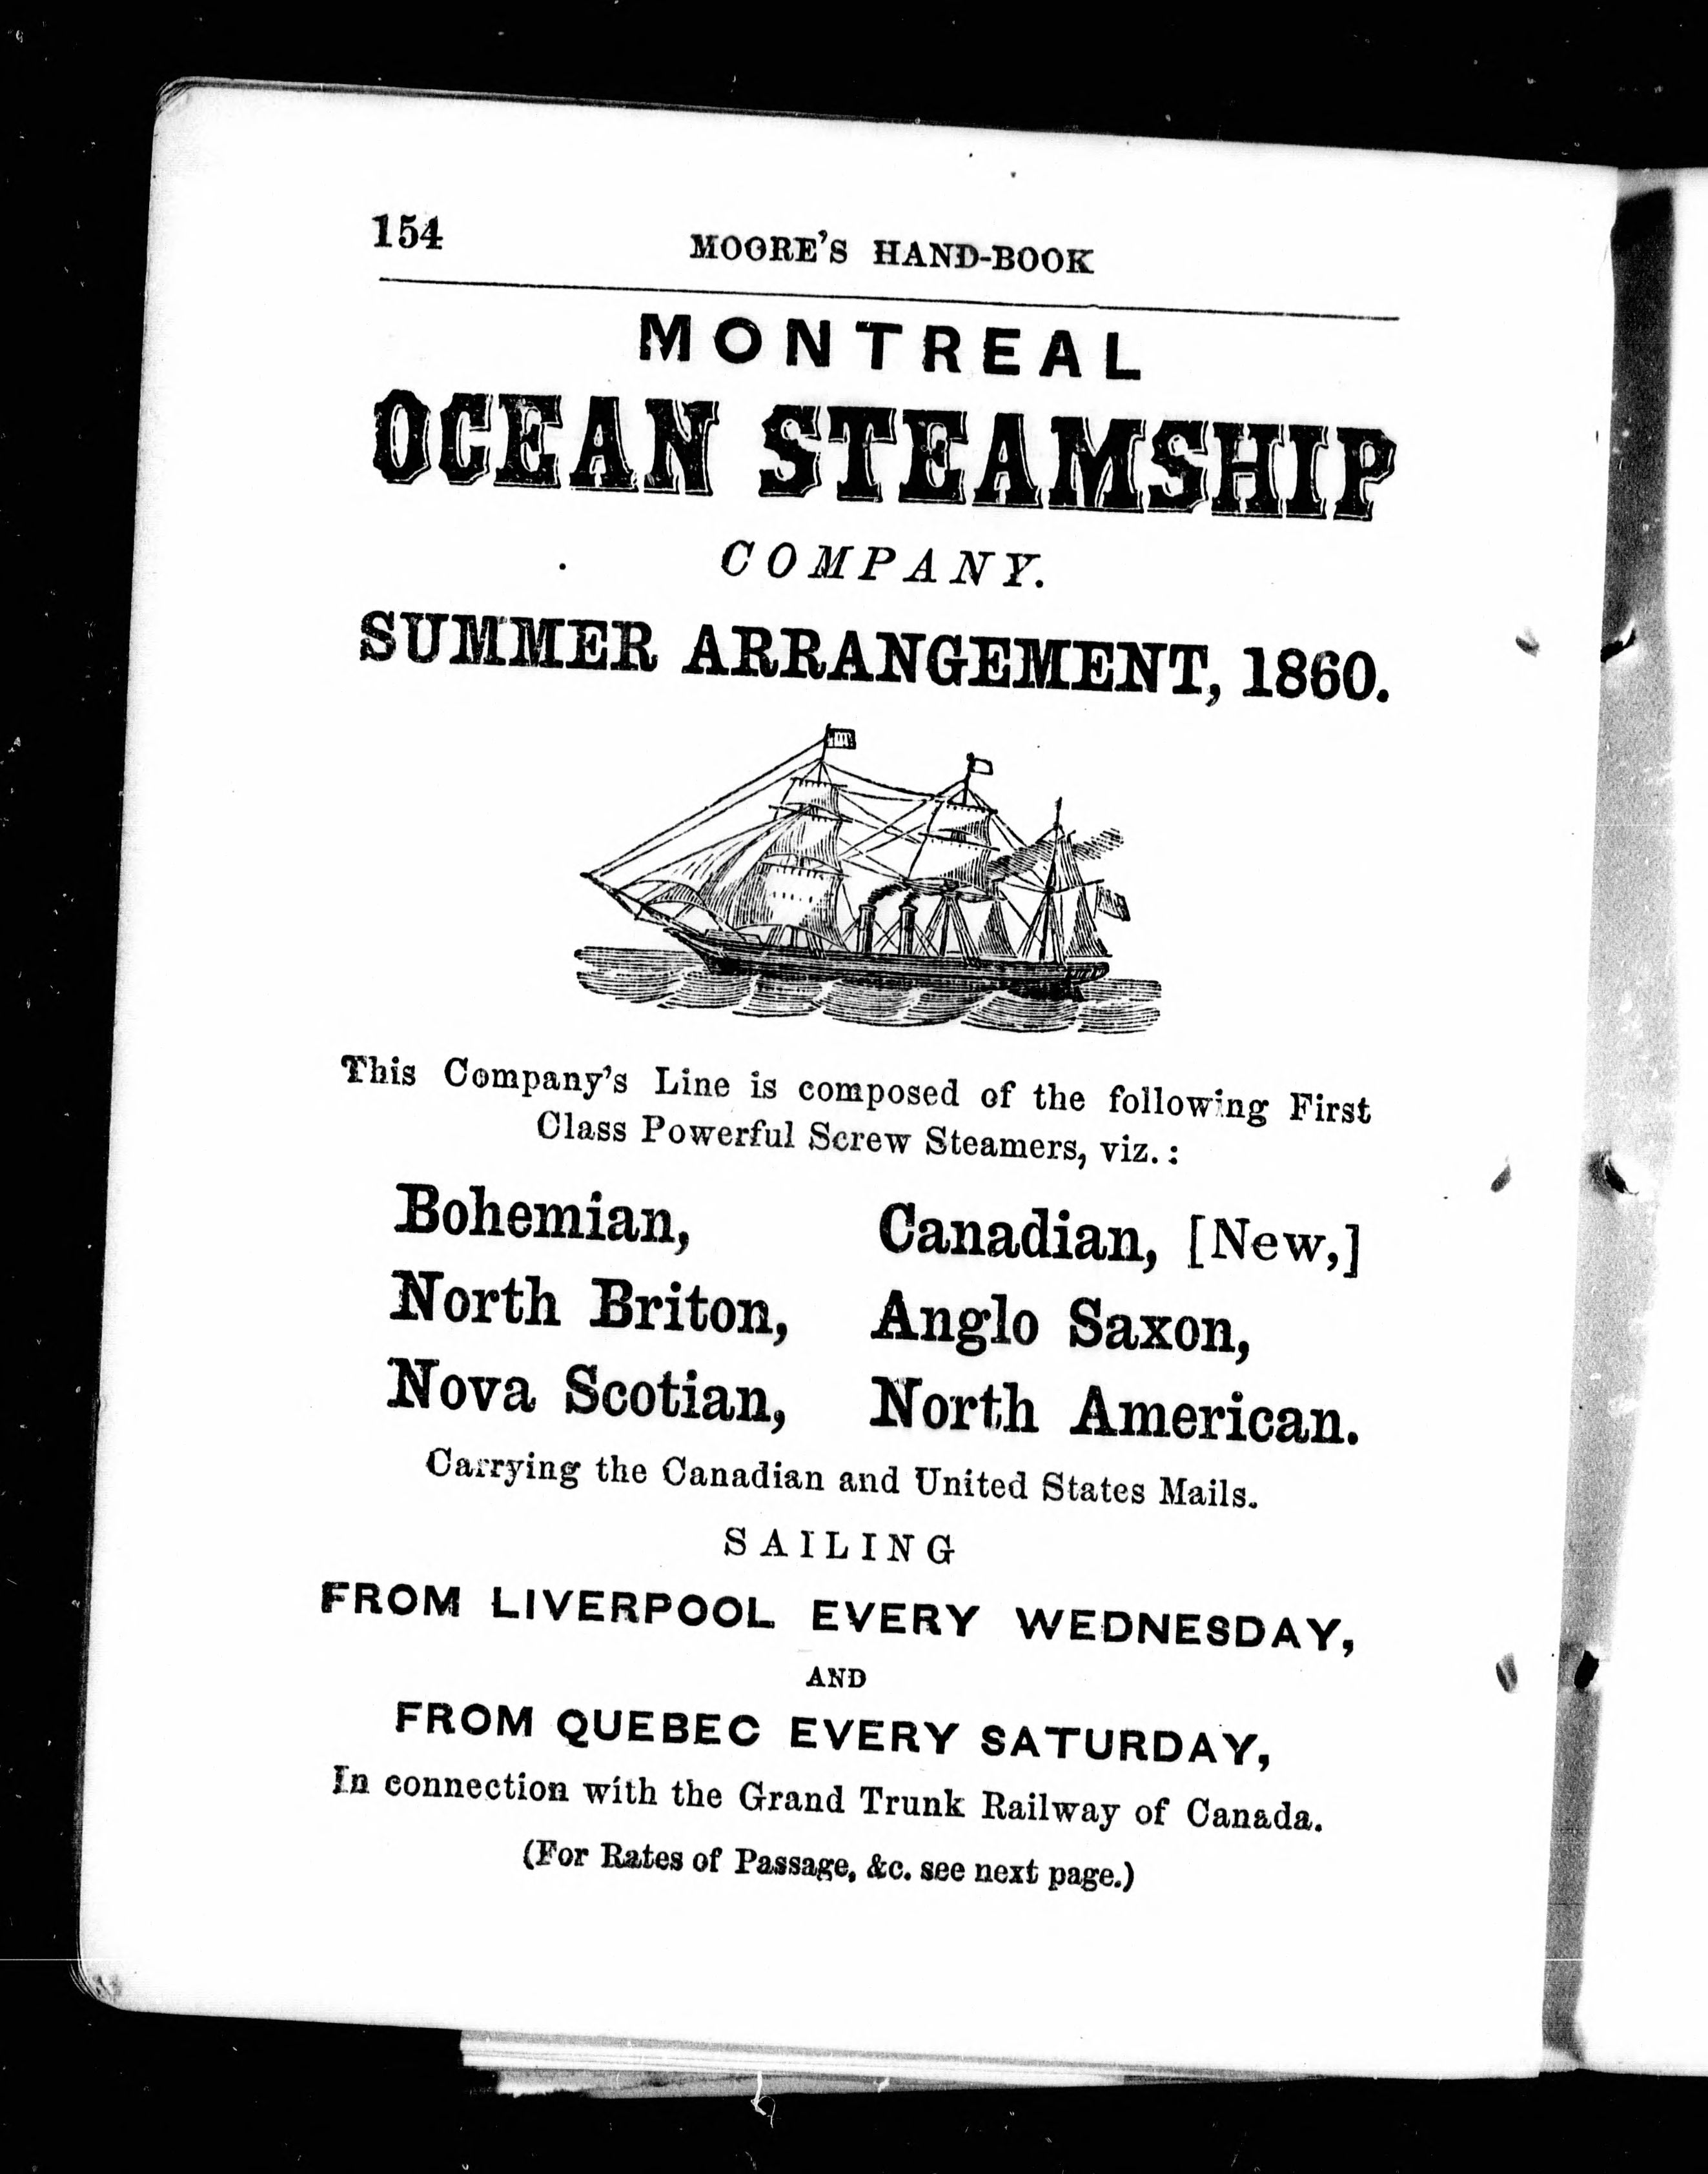 154 MOORE'S HAND-BOOK
MONTREAL
OCEAN STEAMSHIP
COMPANY.
SUMMER ARRANGEMENT, 1860.
This Company's Line is composed of the following First
Class Powerful Screw Steamers, viz.:
Bohemian, Canadian, [New,]
North Briton, Anglo Saxon,
Nova Scotian, North American.
Carrying the Canadian and United States Mails.
SAILING
FROM LIVERPOOL EVERY WEDNESDAY,
AND
FROM QUEBEC EVERY SATURDAY,
In connection with the Grand Trunk Railway of Canada.
(For Rates of Passage, &c. see next page.)